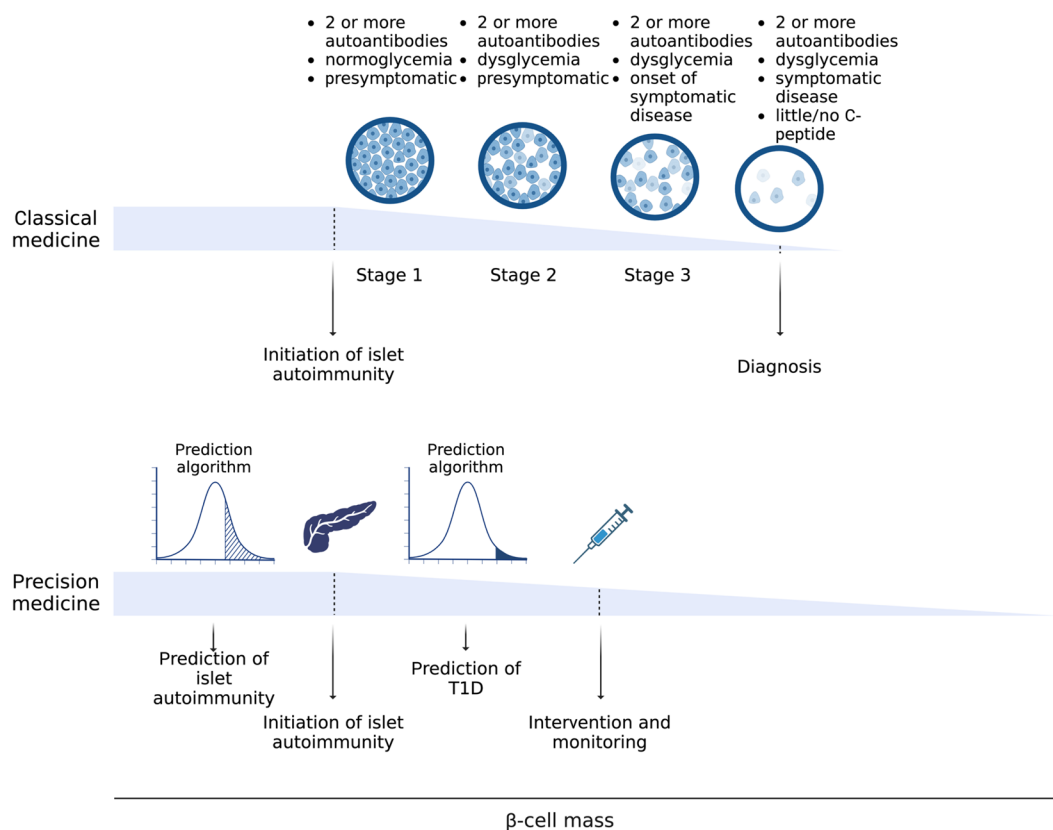 • 2 or more
autoantibodies
• normoglycemia
• presymptomatic
• 2 or more
autoantibodies
• dysglycemia
• presymptomatic
• 2 or more
autoantibodies
• dysglycemia
• onset of
symptomatic
disease
• 2 or more
autoantibodies
• dysglycemia
• symptomatic
disease
• little/no C-
peptide
Classical
medicine
Stage 1
Stage 2
Stage 3
Initiation of islet
autoimmunity
Diagnosis
Prediction
algorithm
Prediction
algorithm
Precision
medicine
Prediction of
islet
autoimmunity
Initiation of islet
autoimmunity
Prediction of
T1D
Intervention and
monitoring
β-cell mass